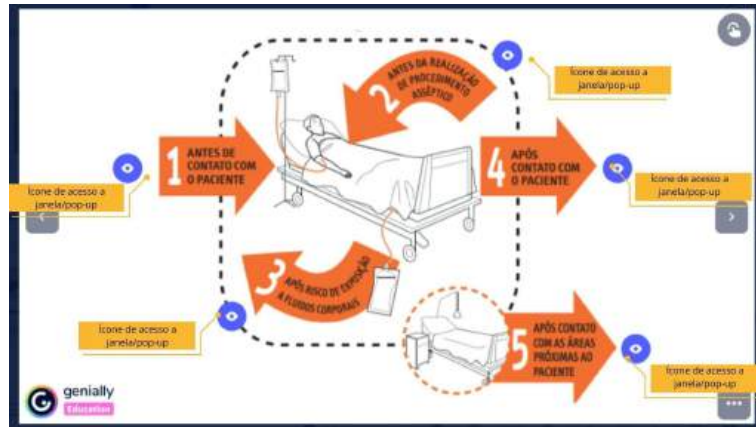 1 ANTES DE
CONTATO COM
O PACIENTE
2 ANTES DA REALIZAÇÃO
DE PROCEDIMENTO
ASSÉPTICO
3 APÓS RISCO DE EXPOSIÇÃO
A FLUIDOS CORPORAIS
4 APÓS
CONTATO COM
O PACIENTE
5 APÓS CONTATO
COM AS ÁREAS
PRÓXIMAS AO
PACIENTE
Ícone de acesso a
janela/pop-up
Ícone de acesso a
janela/pop-up
Ícone de acesso a
janela/pop-up
Ícone de acesso a
janela/pop-up
Ícone de acesso a
janela/pop-up
genially
Education